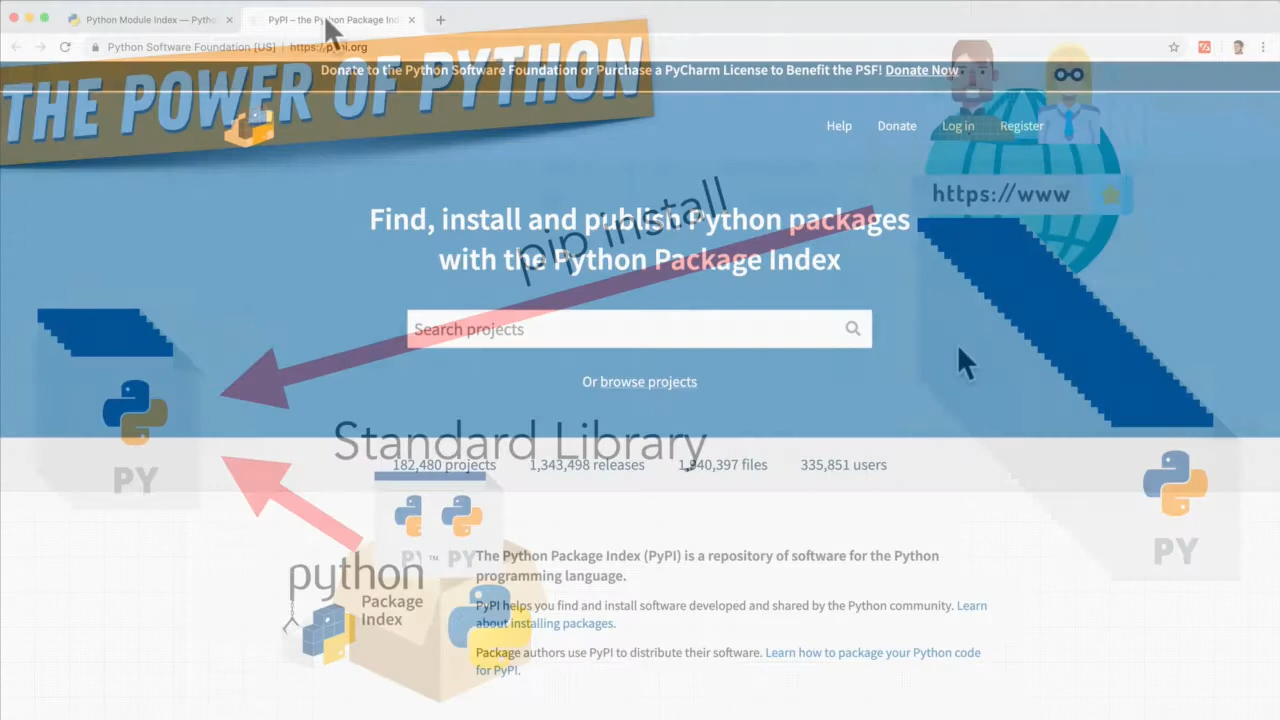 Python Module Index — Pytho
PyPI – the Python Package Ind
Python Software Foundation [US]
https://pypi.org
THE POWER OF PYTHON
Donate to the Python Software Foundation or Purchase a PyCharm License to Benefit the PSF! Donate Now
Help
Donate
Log in
Register
https://www
pip install
Find, install and publish Python packages
with the Python Package Index
Search projects
Or browse projects
Standard Library
182,480 projects
1,343,498 releases
1,940,397 files
335,851 users
PY
PY
PY
PY
python™
Package
Index
The Python Package Index (PyPI) is a repository of software for the Python
programming language.
PyPI helps you find and install software developed and shared by the Python community. Learn
about installing packages.
Package authors use PyPI to distribute their software. Learn how to package your Python code
for PyPI.